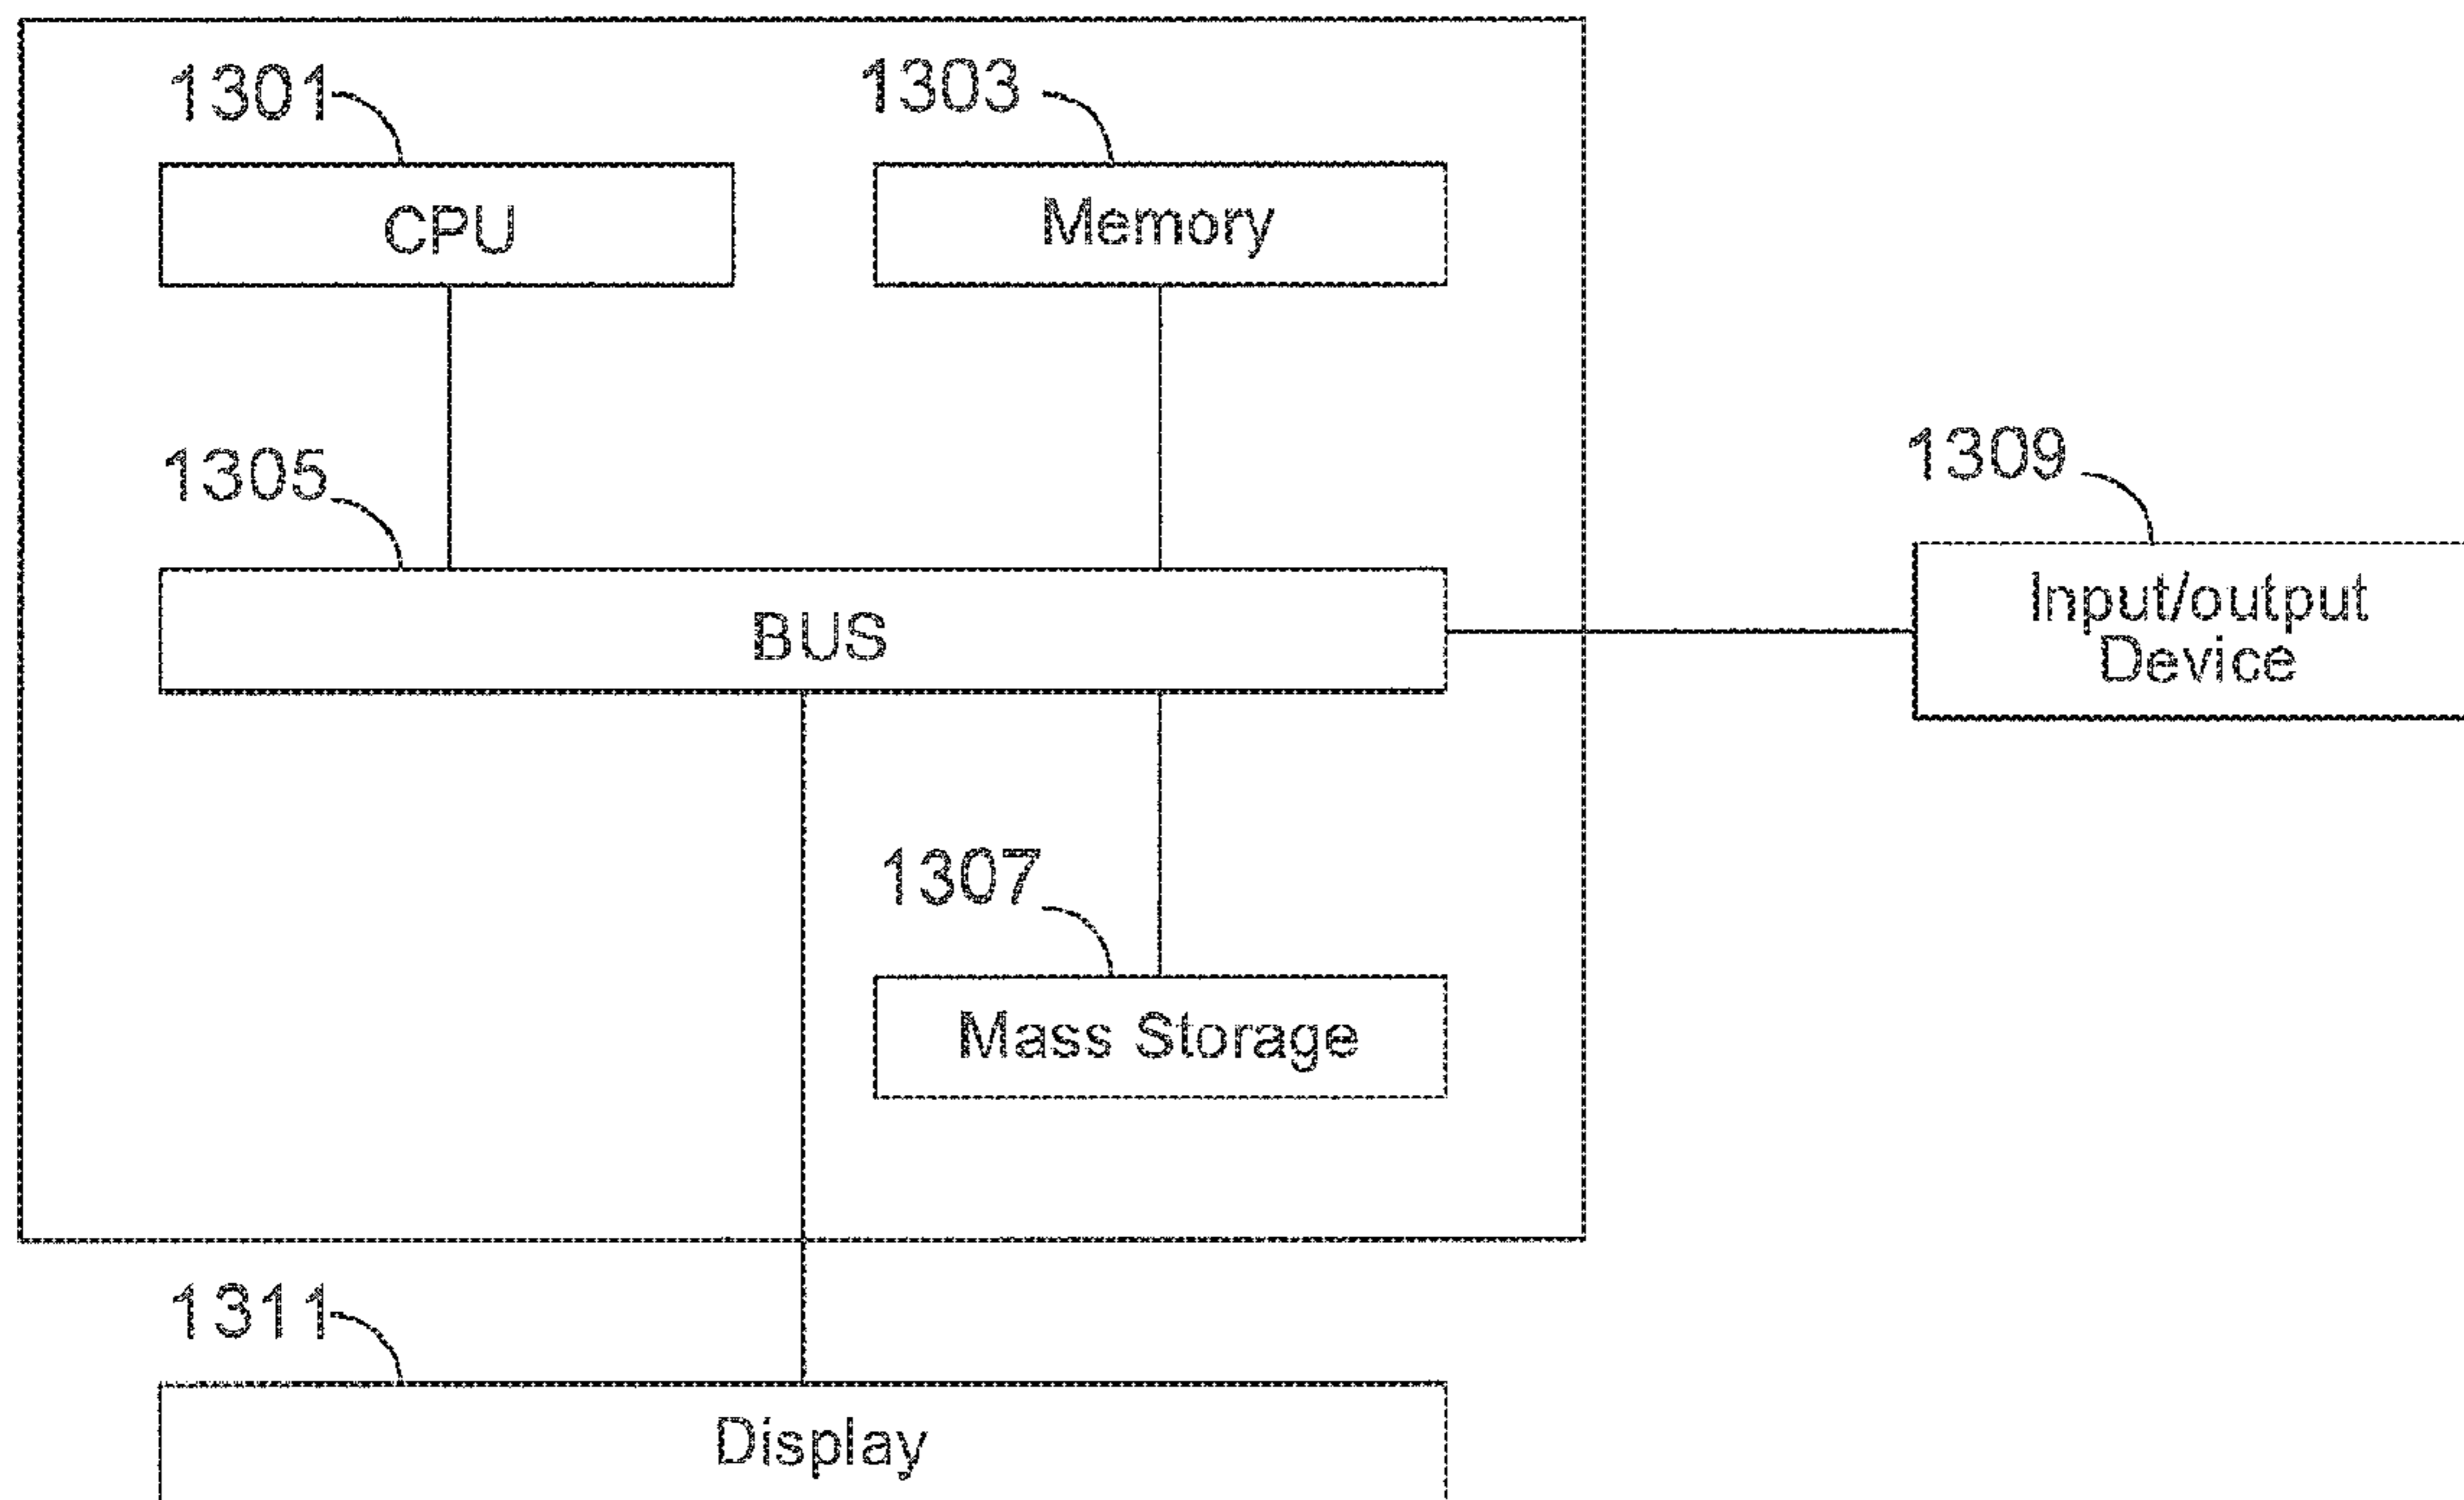 1301
1303
CPU
Memory
1305
1309
BUS
Input/output
Device
1307
Mass Storage
1311
Display